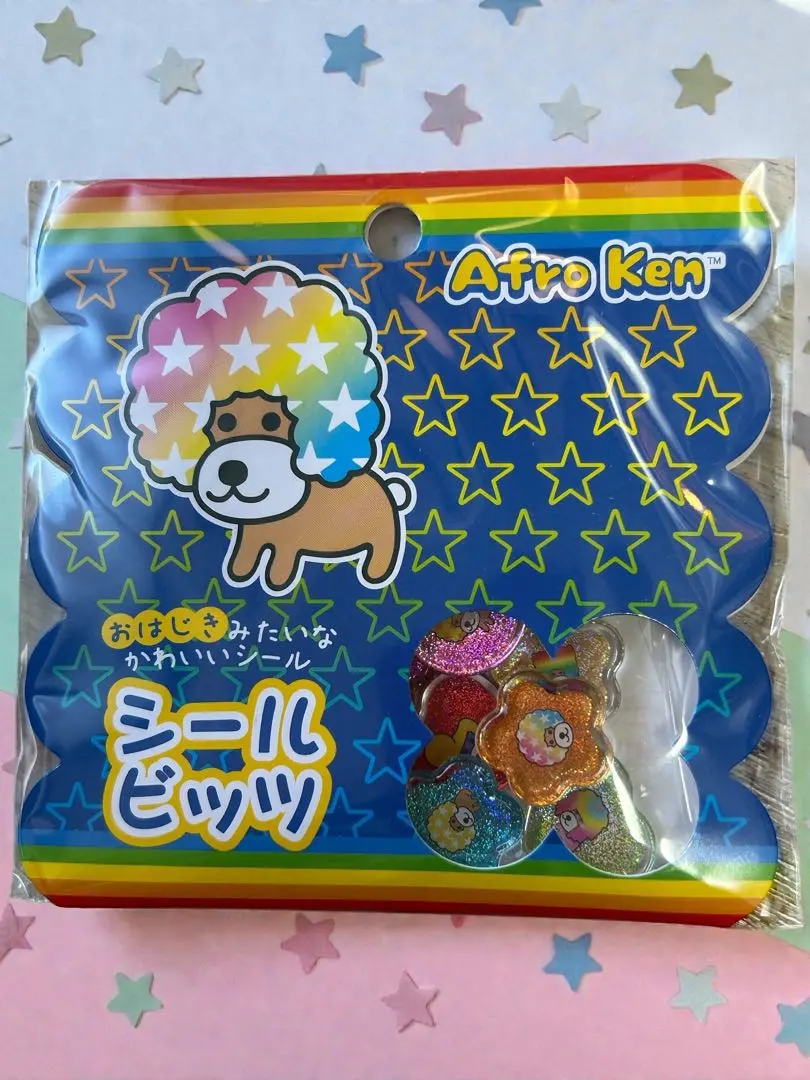 Afro Ken™
おはじきみたいな
かわいいシール
シール
ビッツ